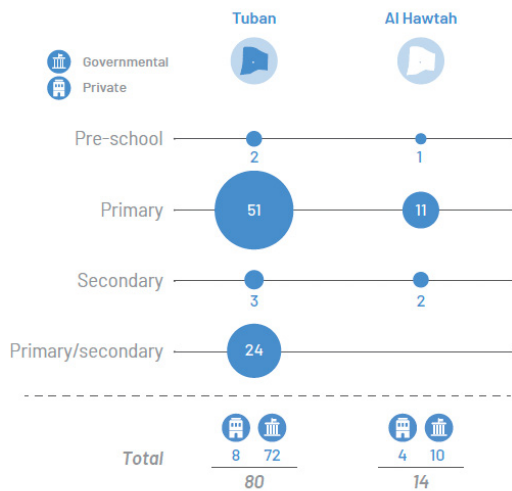 Tuban Al Hawtah
Governmental
Private
Pre-school
2 1
Primary 51 11
Secondary
3 2
Primary/secondary 24
Total 8 72 4 10
80 14